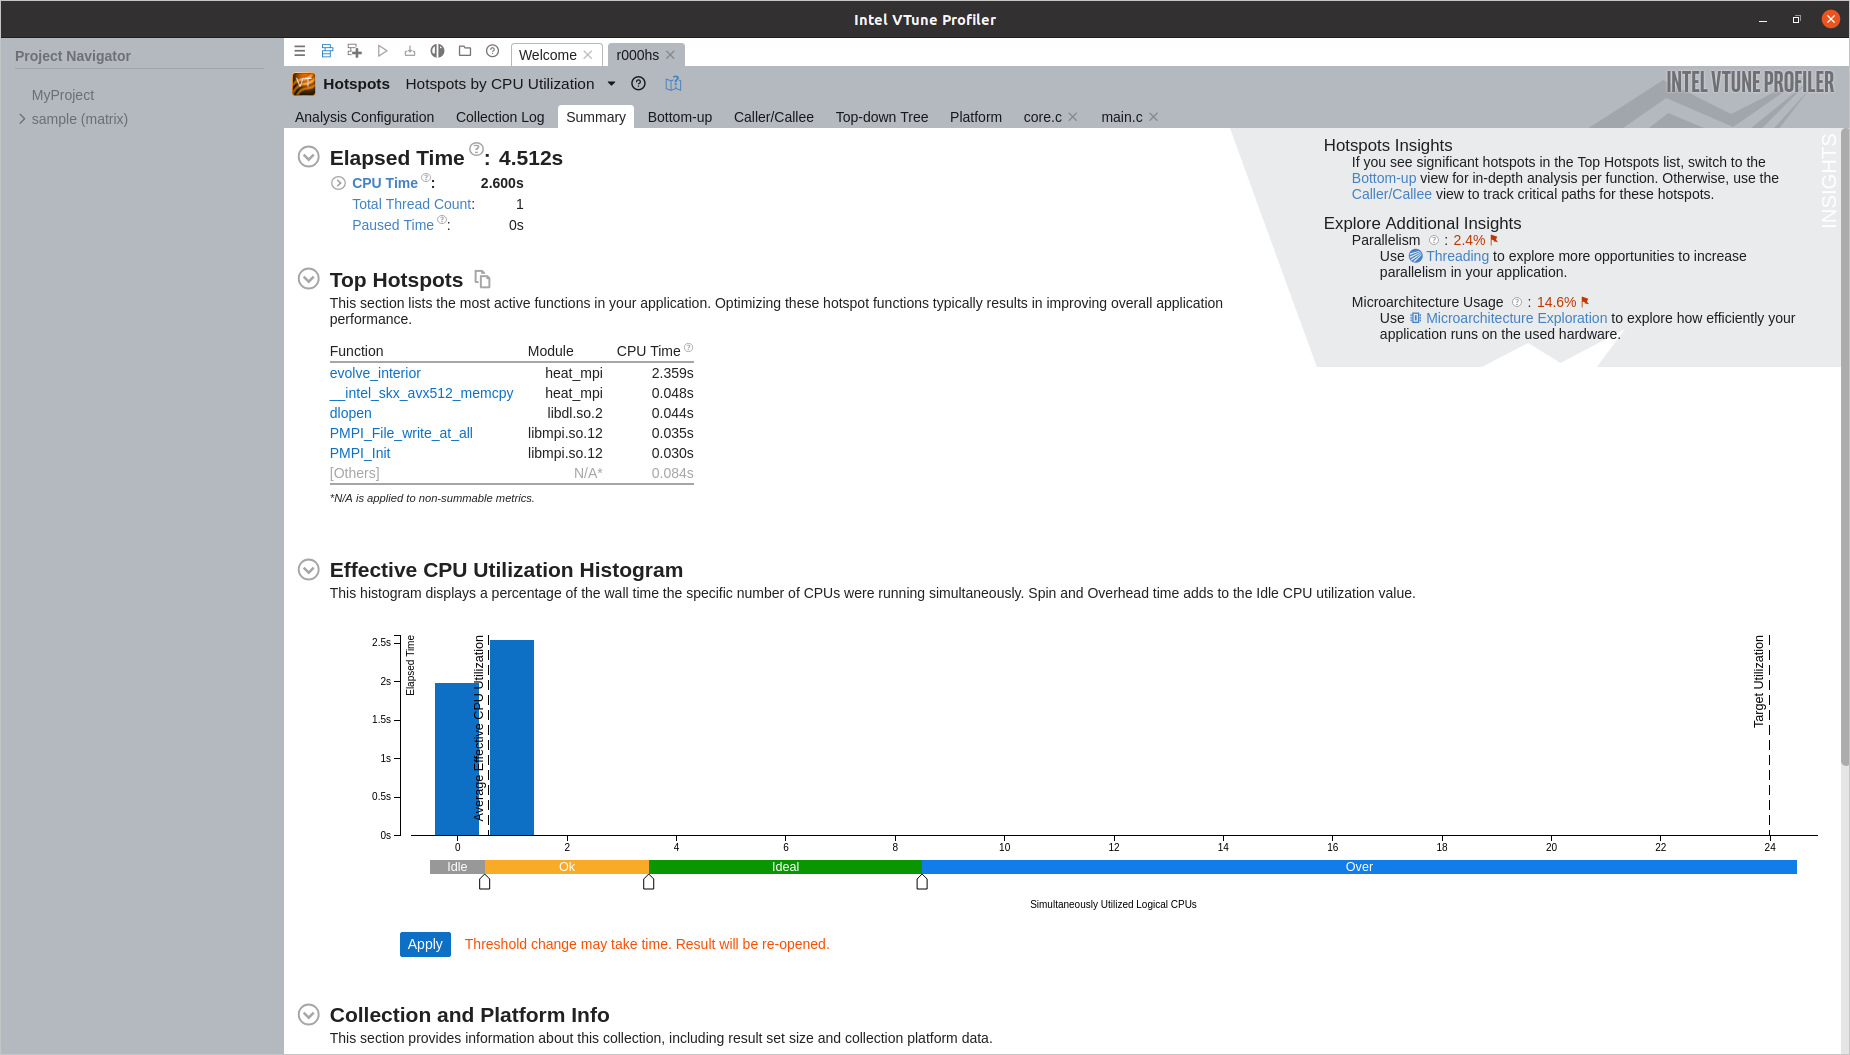 Intel VTune Profiler
Project Navigator
MyProject
sample (matrix)
Welcome
r000hs
Hotspots Hotspots by CPU Utilization
INTEL VTUNE PROFILER
Analysis Configuration Collection Log Summary Bottom-up Caller/Callee Top-down Tree Platform core.c main.c
Elapsed Time ?: 4.512s
CPU Time ?: 2.600s
Total Thread Count: 1
Paused Time ?: 0s
Top Hotspots
This section lists the most active functions in your application. Optimizing these hotspot functions typically results in improving overall application
performance.
Function Module CPU Time ?
evolve_interior heat_mpi 2.359s
__intel_skx_avx512_memcpy heat_mpi 0.048s
dlopen libdl.so.2 0.044s
PMPI_File_write_at_all libmpi.so.12 0.035s
PMPI_Init libmpi.so.12 0.030s
[Others] N/A* 0.084s
*N/A is applied to non-summable metrics.
Hotspots Insights
If you see significant hotspots in the Top Hotspots list, switch to the
Bottom-up view for in-depth analysis per function. Otherwise, use the
Caller/Callee view to track critical paths for these hotspots.
Explore Additional Insights
Parallelism ? : 2.4%
Use Threading to explore more opportunities to increase
parallelism in your application.
Microarchitecture Usage ? : 14.6%
Use Microarchitecture Exploration to explore how efficiently your
application runs on the used hardware.
INSIGHTS
Effective CPU Utilization Histogram
This histogram displays a percentage of the wall time the specific number of CPUs were running simultaneously. Spin and Overhead time adds to the Idle CPU utilization value.
2.5s
2s
1.5s
1s
0.5s
0s
Elapsed Time
Average Effective CPU Utilization
Target Utilization
0 2 4 6 8 10 12 14 16 18 20 22 24
Idle Ok Ideal Over
Simultaneously Utilized Logical CPUs
Apply Threshold change may take time. Result will be re-opened.
Collection and Platform Info
This section provides information about this collection, including result set size and collection platform data.